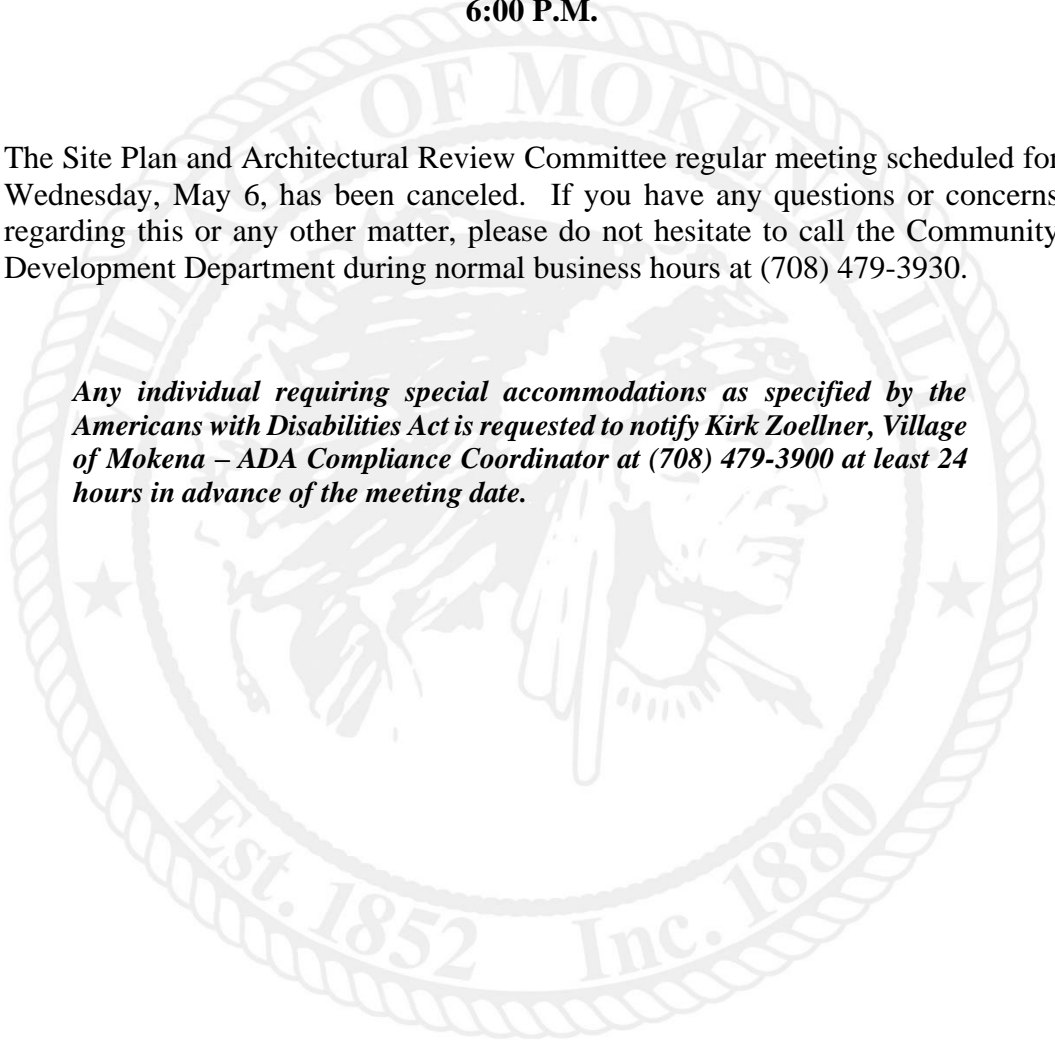 6:00 P.M.
VILLAGE OF MOKENA, IL
The Site Plan and Architectural Review Committee regular meeting scheduled for
Wednesday, May 6, has been canceled.  If you have any questions or concerns
regarding this or any other matter, please do not hesitate to call the Community
Development Department during normal business hours at (708) 479-3930.
Any individual requiring special accommodations as specified by the
Americans with Disabilities Act is requested to notify Kirk Zoellner, Village
of Mokena – ADA Compliance Coordinator at (708) 479-3900 at least 24
hours in advance of the meeting date.
Est. 1852 Inc. 1880